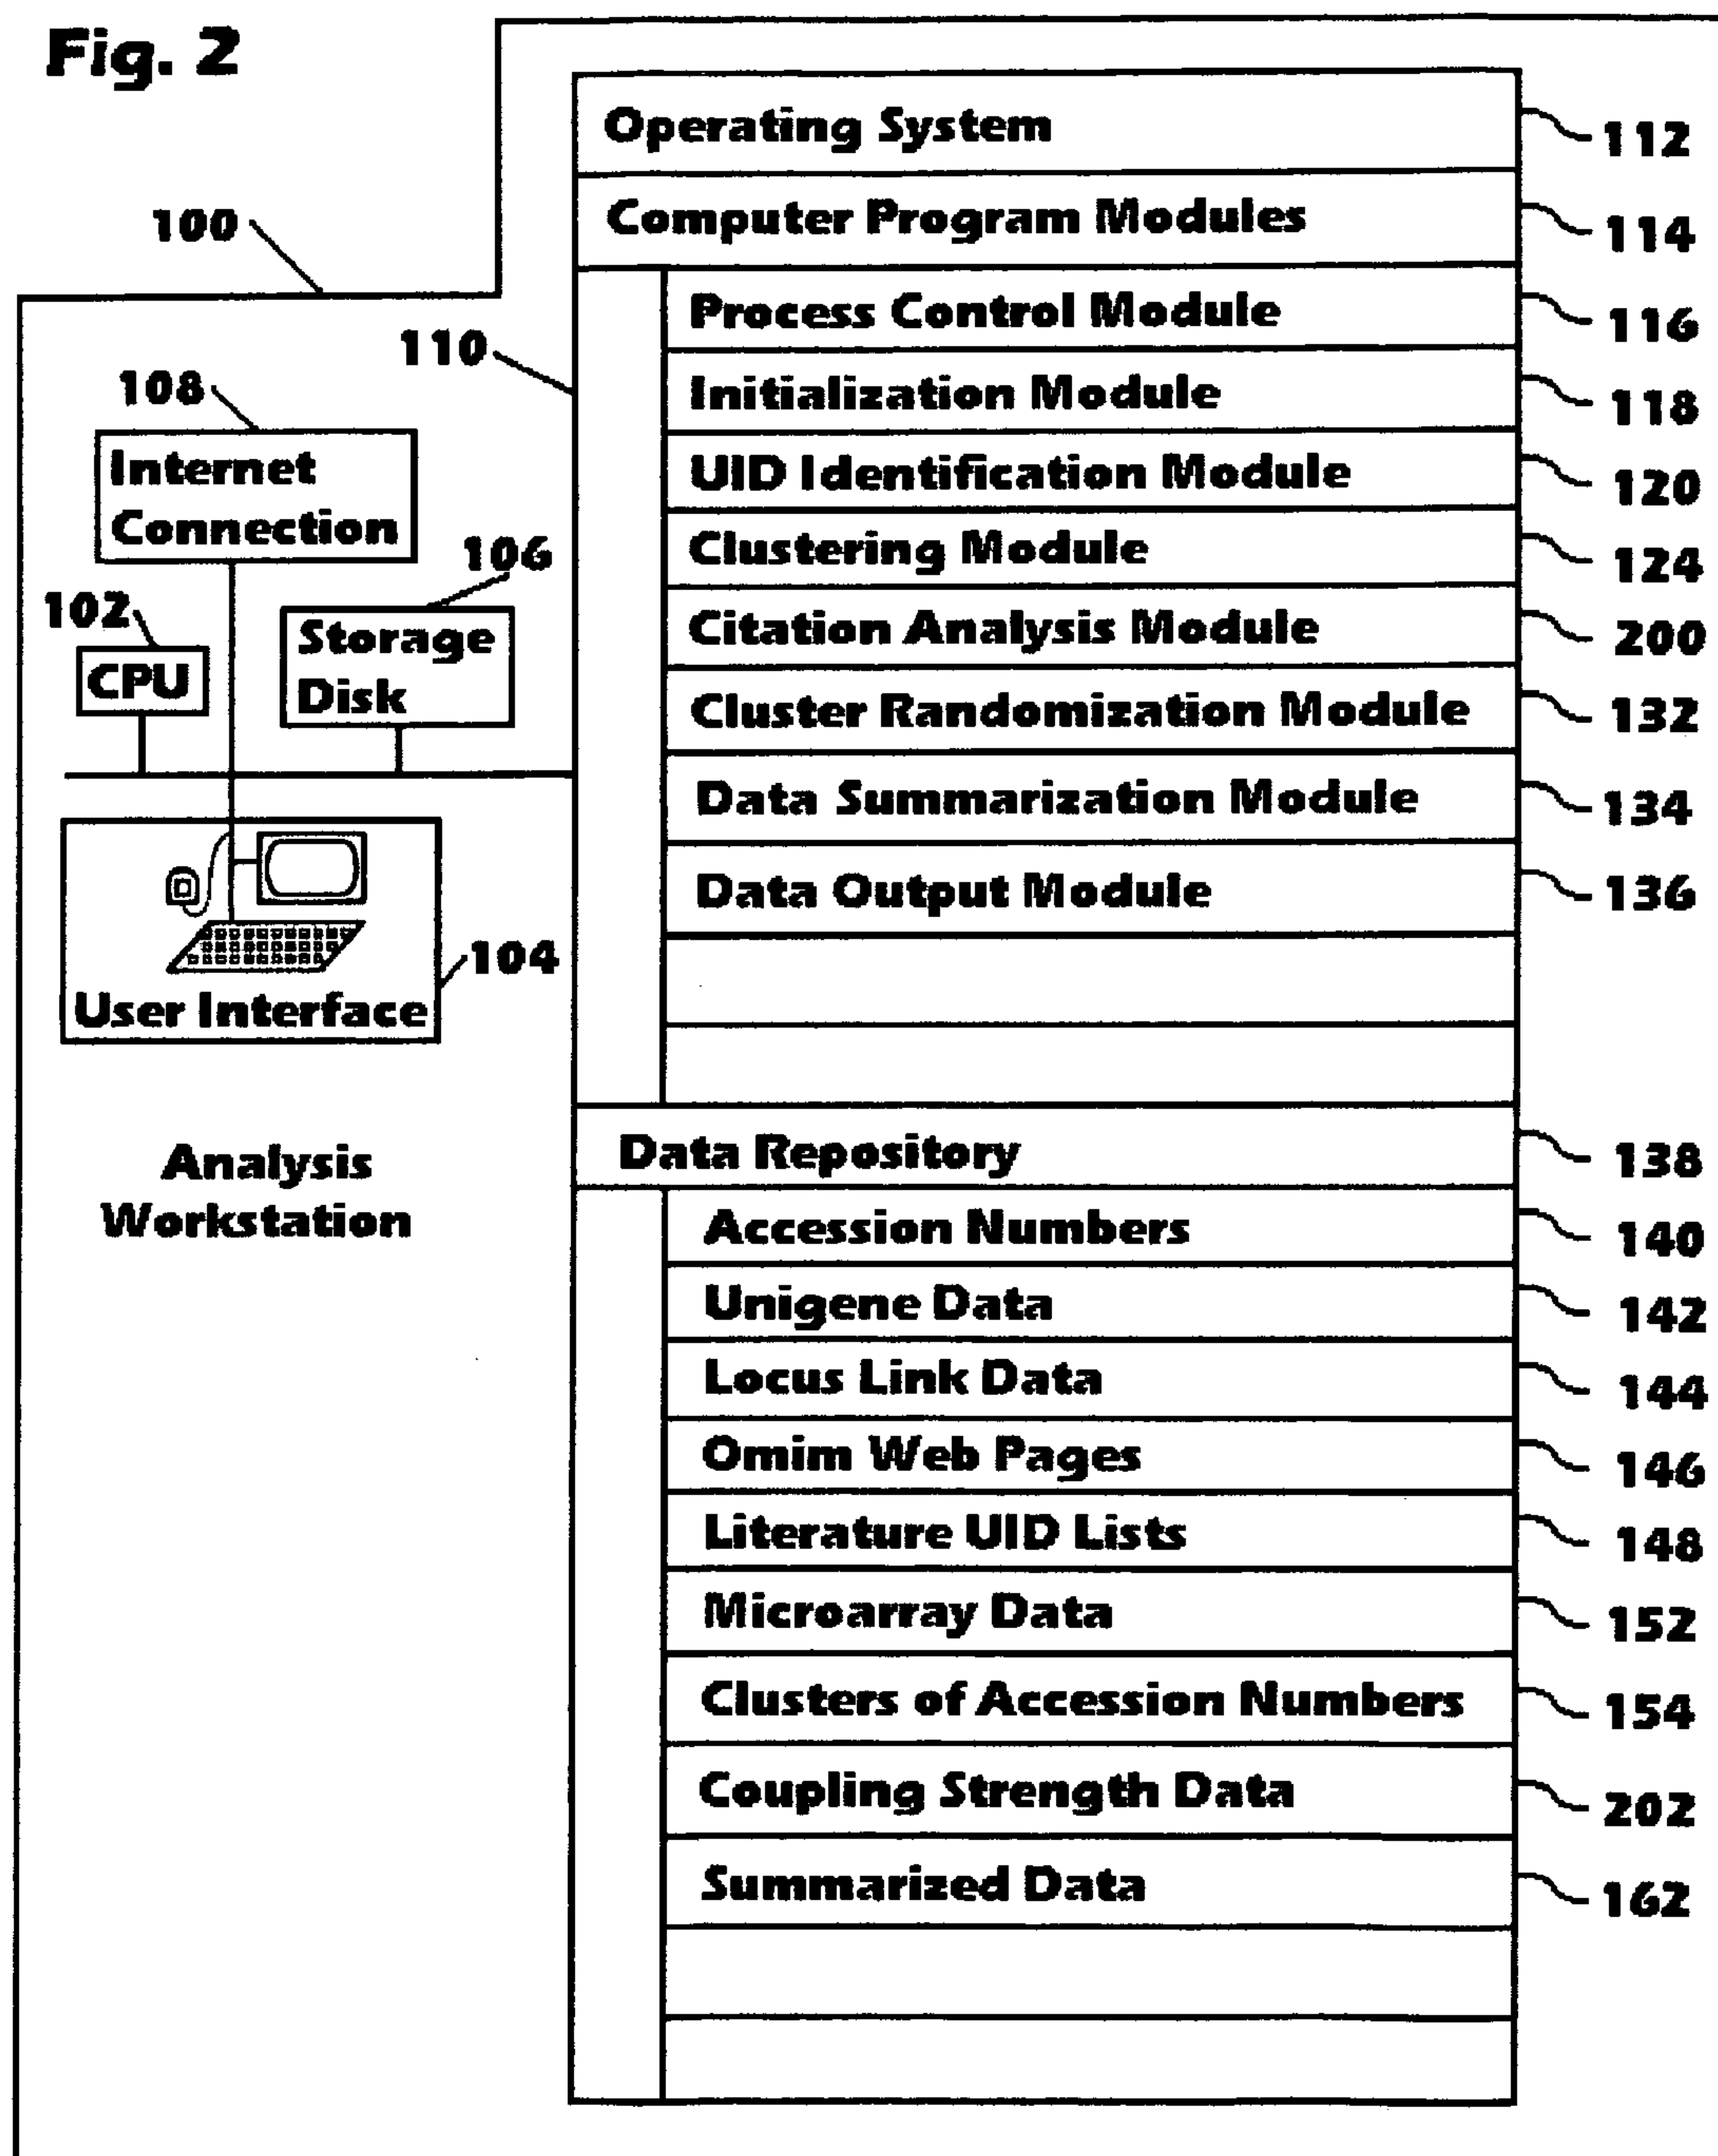 Fig. 2
100
108
Internet
Connection
106
Storage
Disk
102
CPU
104
User Interface
Analysis
Workstation
110
Operating System 112
Computer Program Modules 114
Process Control Module 116
Initialization Module 118
UID Identification Module 120
Clustering Module 124
Citation Analysis Module 200
Cluster Randomization Module 132
Data Summarization Module 134
Data Output Module 136
Data Repository 138
Accession Numbers 140
Unigene Data 142
Locus Link Data 144
Omim Web Pages 146
Literature UID Lists 148
Microarray Data 152
Clusters of Accession Numbers 154
Coupling Strength Data 202
Summarized Data 162